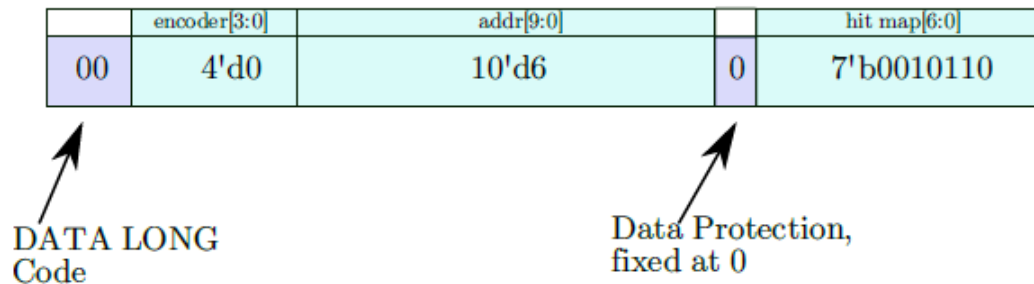 encoder[3:0] addr[9:0] hit map[6:0]
00 4'd0 10'd6 0 7'b0010110
DATA LONG
Code
Data Protection,
fixed at 0